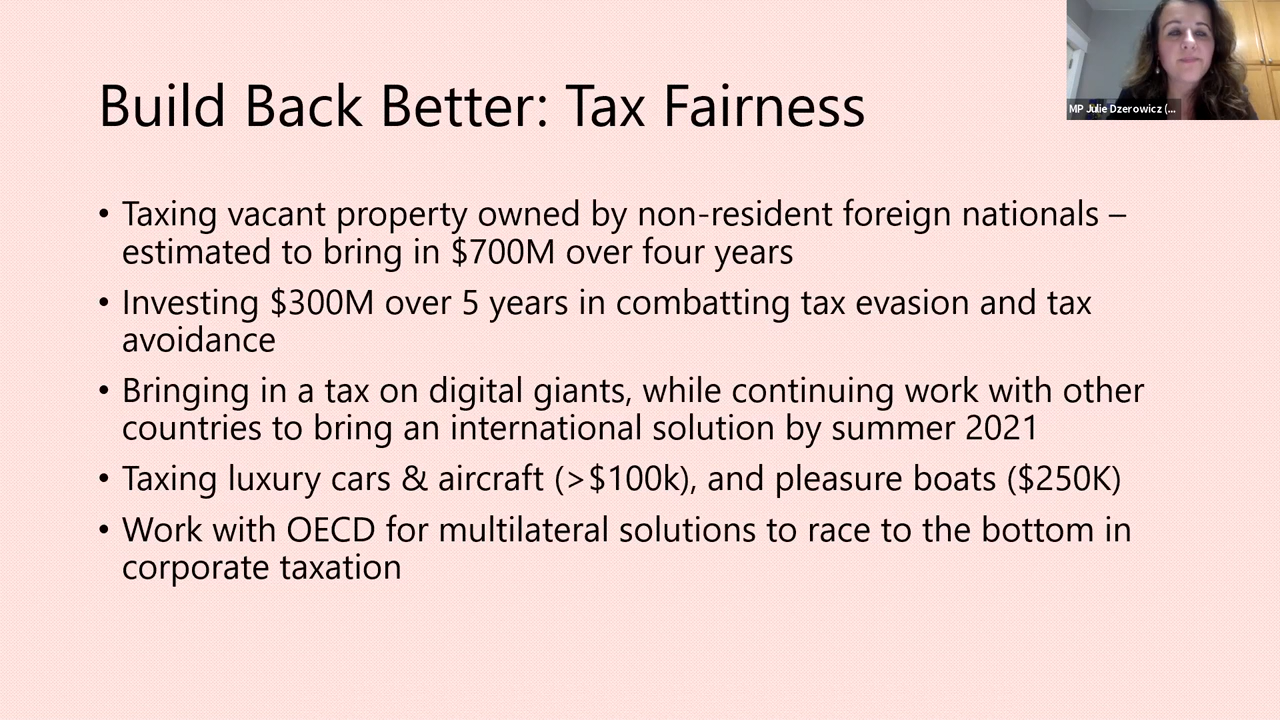 Build Back Better: Tax Fairness
MP Julie Dzerowicz (...
• Taxing vacant property owned by non-resident foreign nationals –
estimated to bring in $700M over four years
• Investing $300M over 5 years in combatting tax evasion and tax
avoidance
• Bringing in a tax on digital giants, while continuing work with other
countries to bring an international solution by summer 2021
• Taxing luxury cars & aircraft (>$100k), and pleasure boats ($250K)
• Work with OECD for multilateral solutions to race to the bottom in
corporate taxation